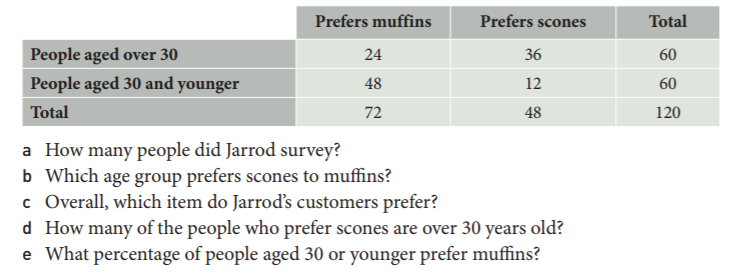 Prefers muffins Prefers scones Total
People aged over 30 24 36 60
People aged 30 and younger 48 12 60
Total 72 48 120
a How many people did Jarrod survey?
b Which age group prefers scones to muffins?
c Overall, which item do Jarrod's customers prefer?
d How many of the people who prefer scones are over 30 years old?
e What percentage of people aged 30 or younger prefer muffins?